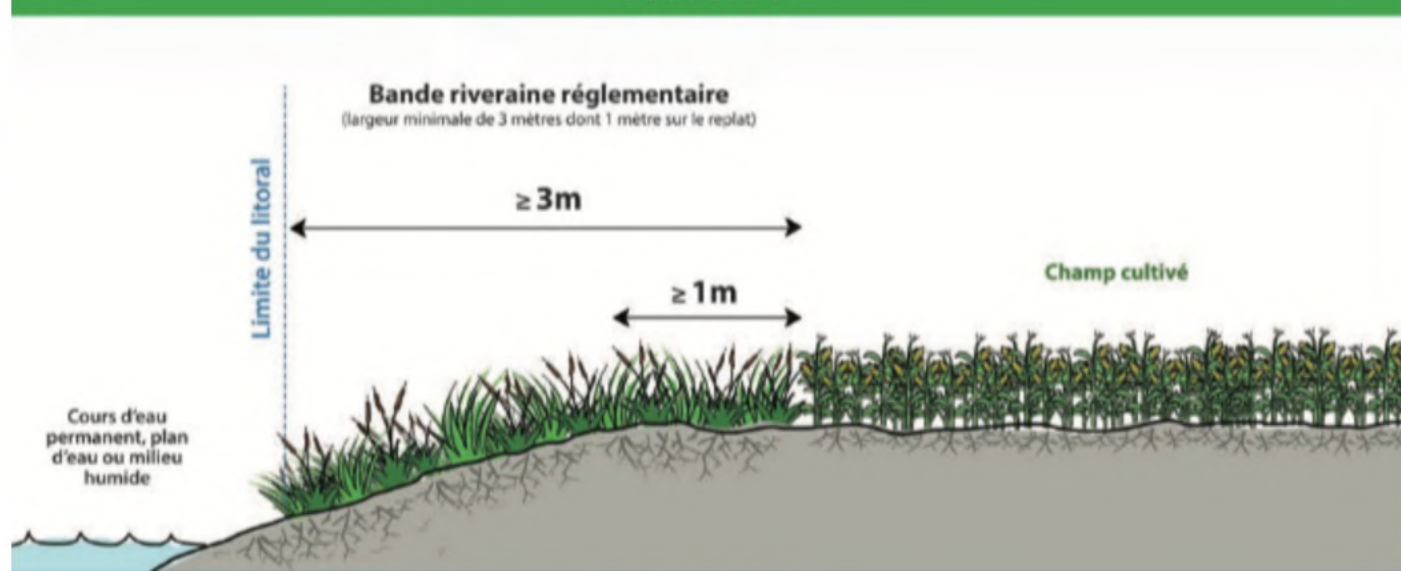 Bande riveraine réglementaire
(largeur minimale de 3 mètres dont 1 mètre sur le replat)
Limite du littoral
≥ 3m
≥ 1m
Champ cultivé
Cours d'eau
permanent, plan
d'eau ou milieu
humide